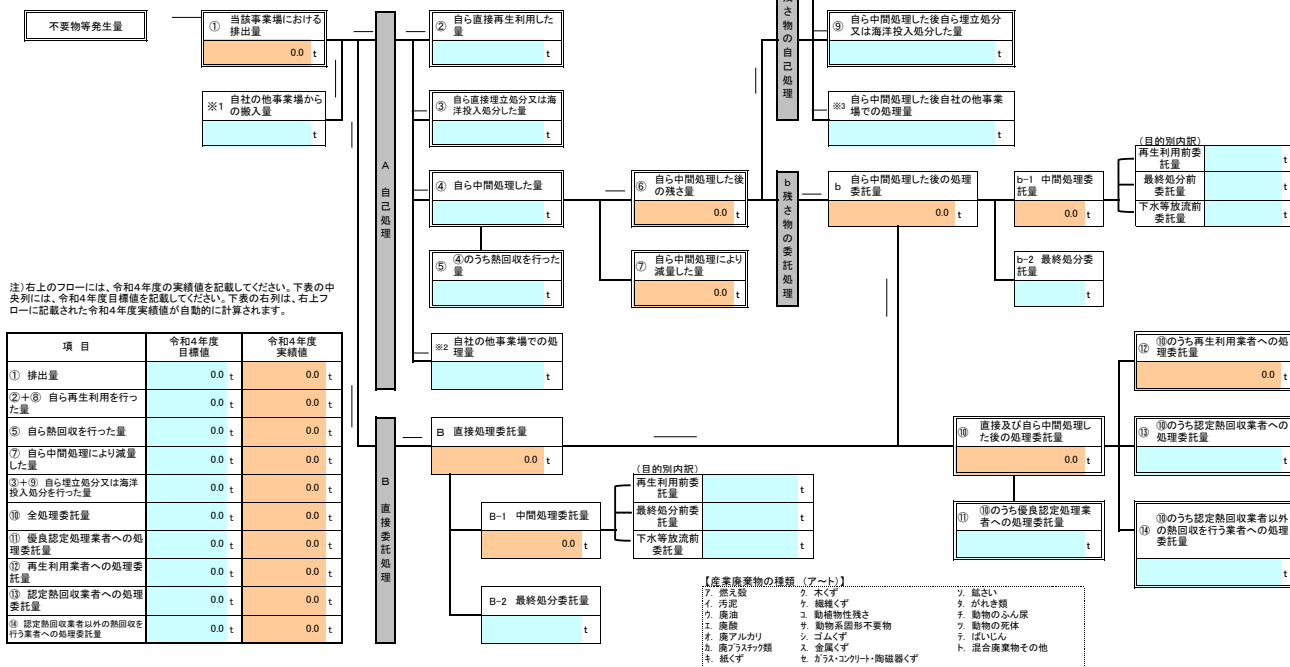 不要物等発生量
① 当該事業場における
排出量
0.0 t
※1 自社の他事業場から
の搬入量
t
A 自己処理
② 自ら直接再生利用した
量
t
③ 自ら直接埋立処分又は海
洋投入処分した量
t
④ 自ら中間処理した量
t
⑤ ④のうち熱回収を行った
量
t
※2 自社の他事業場での処
理量
t
⑥ 自ら中間処理した後
の残さ量
0.0 t
⑦ 自ら中間処理により
減量した量
0.0 t
さ物の自己処理
⑨ 自ら中間処理した後自ら埋立処分
又は海洋投入処分した量
t
※3 自ら中間処理した後自社の他事業
場での処理量
t
b 残さ物の委託処理
b 自ら中間処理した後の処理
委託量
0.0 t
b-1 中間処理委
託量
0.0 t
(目的別内訳)
再生利用前委
託量
t
最終処分前
委託量
t
下水等放流前
委託量
t
b-2 最終処分委
託量
t
注)右上のフローには、令和4年度の実績値を記載してください。下表の中
央列には、令和4年度目標値を記載してください。下表の右列は、右上フ
ローに記載された令和4年度実績値が自動的に計算されます。
項 目 令和4年度
目標値 令和4年度
実績値
① 排出量 0.0 t 0.0 t
②+⑧ 自ら再生利用を行っ
た量 0.0 t 0.0 t
⑤ 自ら熱回収を行った量 0.0 t 0.0 t
⑦ 自ら中間処理により減量
した量 0.0 t 0.0 t
③+⑨ 自ら埋立処分又は海洋
投入処分を行った量 0.0 t 0.0 t
⑩ 全処理委託量 0.0 t 0.0 t
⑪ 優良認定処理業者への処
理委託量 0.0 t 0.0 t
⑫ 再生利用業者への処理委
託量 0.0 t 0.0 t
⑬ 認定熱回収業者への処理
委託量 0.0 t 0.0 t
⑭ 認定熱回収業者以外の熱回収を
行う業者への処理委託量 0.0 t 0.0 t
B 直接委託処理
B 直接処理委託量
0.0 t
B-1 中間処理委託量
0.0 t
(目的別内訳)
再生利用前委
託量
t
最終処分前委
託量
t
下水等放流前
委託量
t
B-2 最終処分委託量
t
⑩ 直接及び自ら中間処理し
た後の処理委託量
0.0 t
⑪ ⑩のうち優良認定処理業
者への処理委託量
t
⑫ ⑩のうち再生利用業者への処
理委託量
0.0 t
⑬ ⑩のうち認定熱回収業者への
処理委託量
t
⑭ ⑩のうち認定熱回収業者以外
の熱回収を行う業者への処理
委託量
t
【産業廃棄物の種類 (ア~ト)】
ア. 燃え殻 ク. 木くず ソ. 鉱さい
イ. 汚泥 ケ. 繊維くず タ. がれき類
ウ. 廃油 コ. 動植物性残さ チ. 動物のふん尿
エ. 廃酸 サ. 動物系固形不要物 ツ. 動物の死体
オ. 廃アルカリ シ. ゴムくず テ. ばいじん
カ. 廃プラスチック類 ス. 金属くず ト. 混合廃棄物その他
キ. 紙くず セ. ガラス・コンクリート・陶磁器くず